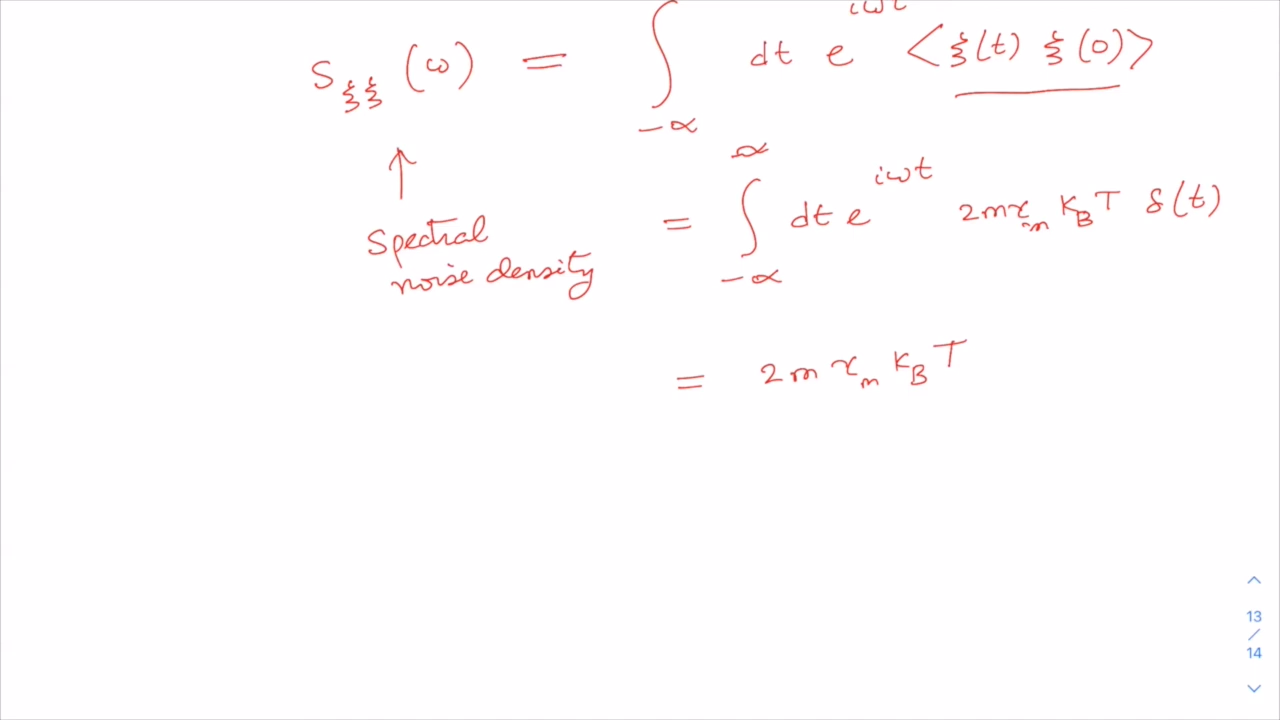 S_ξξ (ω) = ∫_{-∝} dt e^{iωt} <ξ(t) ξ(0)>
↑
Spectral noise density
= ∫_{-∝}^{∝} dt e^{iωt} 2mγ_m k_B T δ(t)
= 2mγ_m k_B T
13
/
14